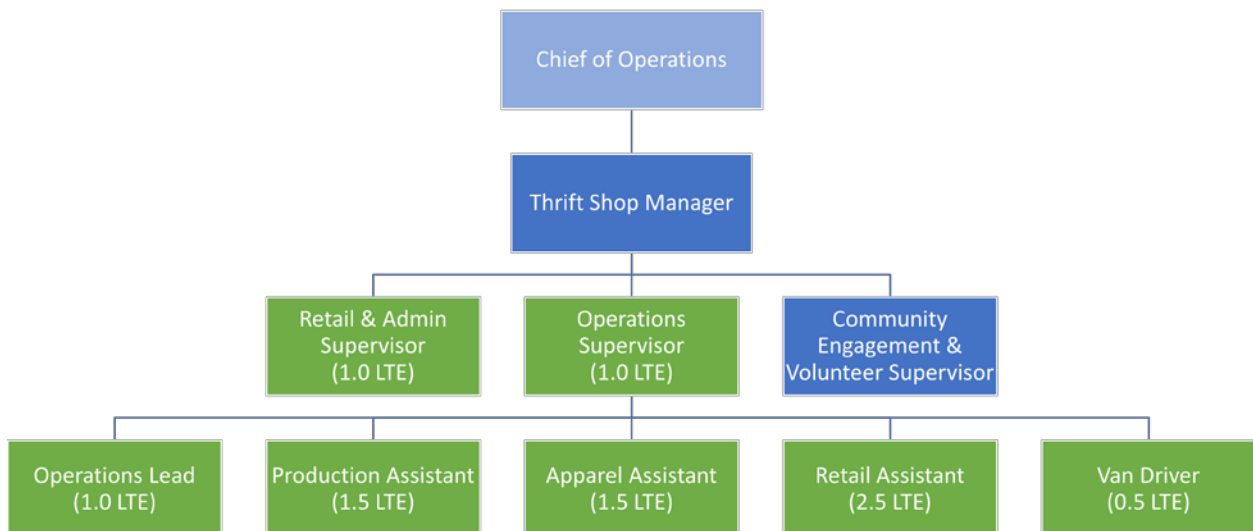 Chief of Operations
Thrift Shop Manager
Retail & Admin
Supervisor
(1.0 LTE)
Operations
Supervisor
(1.0 LTE)
Community
Engagement &
Volunteer Supervisor
Operations Lead
(1.0 LTE)
Production Assistant
(1.5 LTE)
Apparel Assistant
(1.5 LTE)
Retail Assistant
(2.5 LTE)
Van Driver
(0.5 LTE)